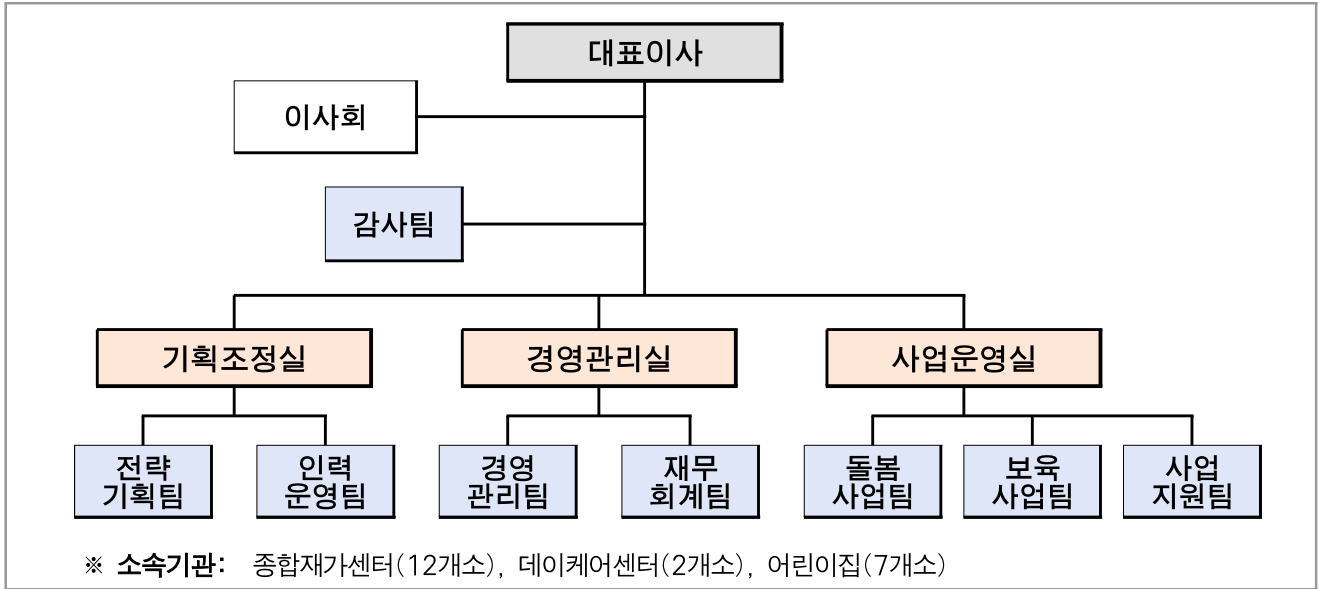 대표이사
이사회
감사팀
기획조정실
경영관리실
사업운영실
전략
기획팀
인력
운영팀
경영
관리팀
재무
회계팀
돌봄
사업팀
보육
사업팀
사업
지원팀
※ 소속기관: 종합재가센터(12개소), 데이케어센터(2개소), 어린이집(7개소)